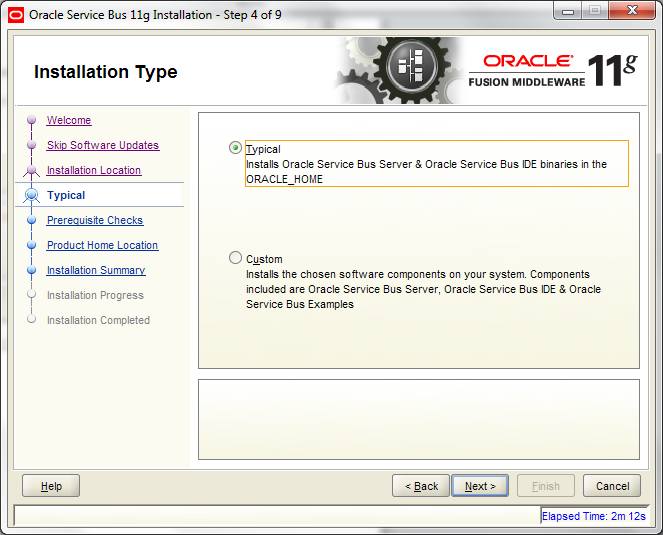 Oracle Service Bus 11g Installation - Step 4 of 9
Installation Type
ORACLE
FUSION MIDDLEWARE 11g
Welcome
Skip Software Updates
Installation Location
Typical
Prerequisite Checks
Product Home Location
Installation Summary
Installation Progress
Installation Completed
Typical
Installs Oracle Service Bus Server & Oracle Service Bus IDE binaries in the
ORACLE_HOME
Custom
Installs the chosen software components on your system. Components
included are Oracle Service Bus Server, Oracle Service Bus IDE & Oracle
Service Bus Examples
Help
< Back
Next >
Finish
Cancel
Elapsed Time: 2m 12s